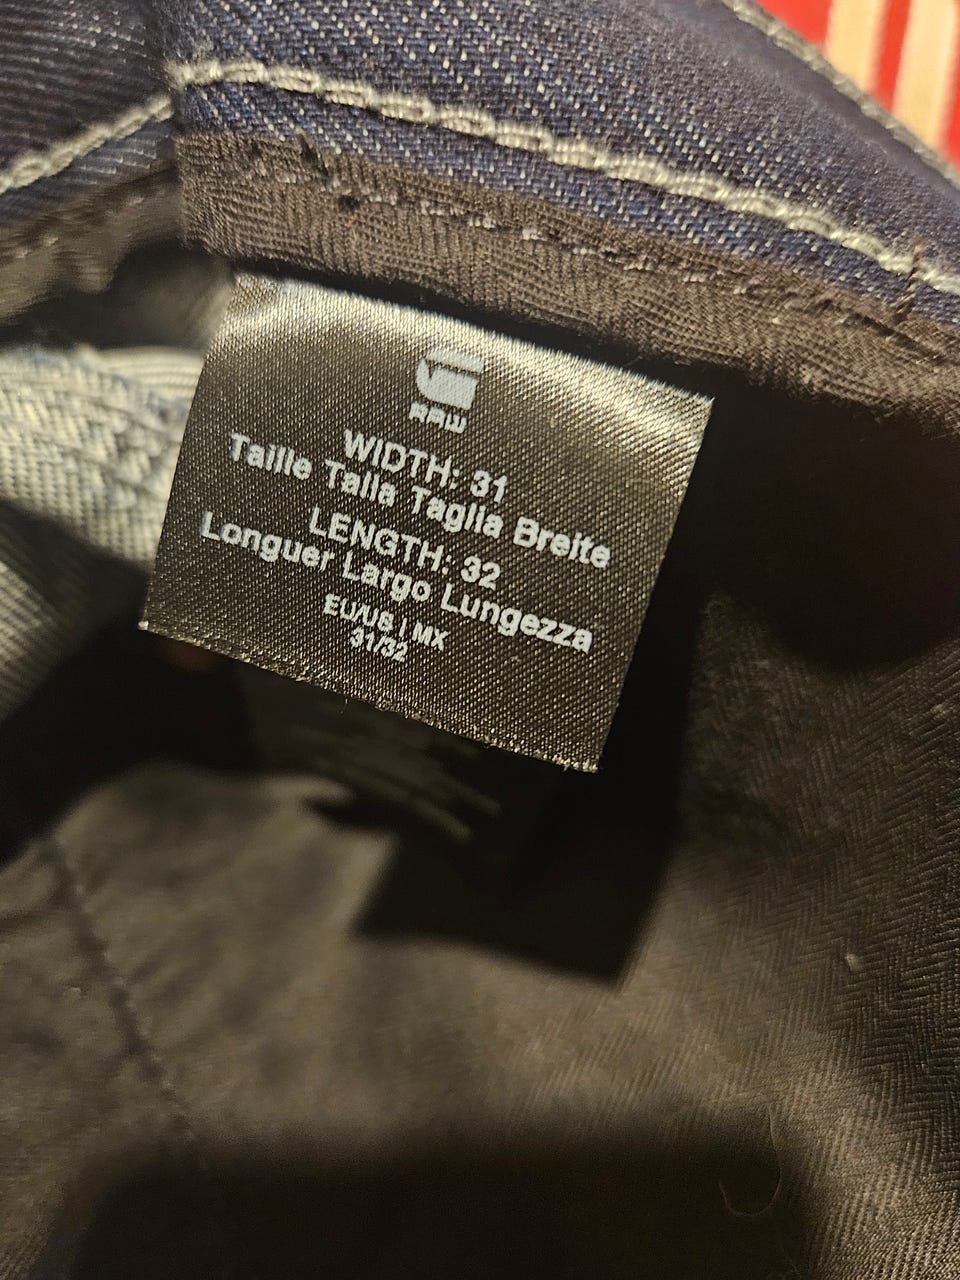 RAW
WIDTH: 31
Taille Talla Taglia Breite
LENGTH: 32
Longuer Largo Lungezza
EU/US | MX
31/32